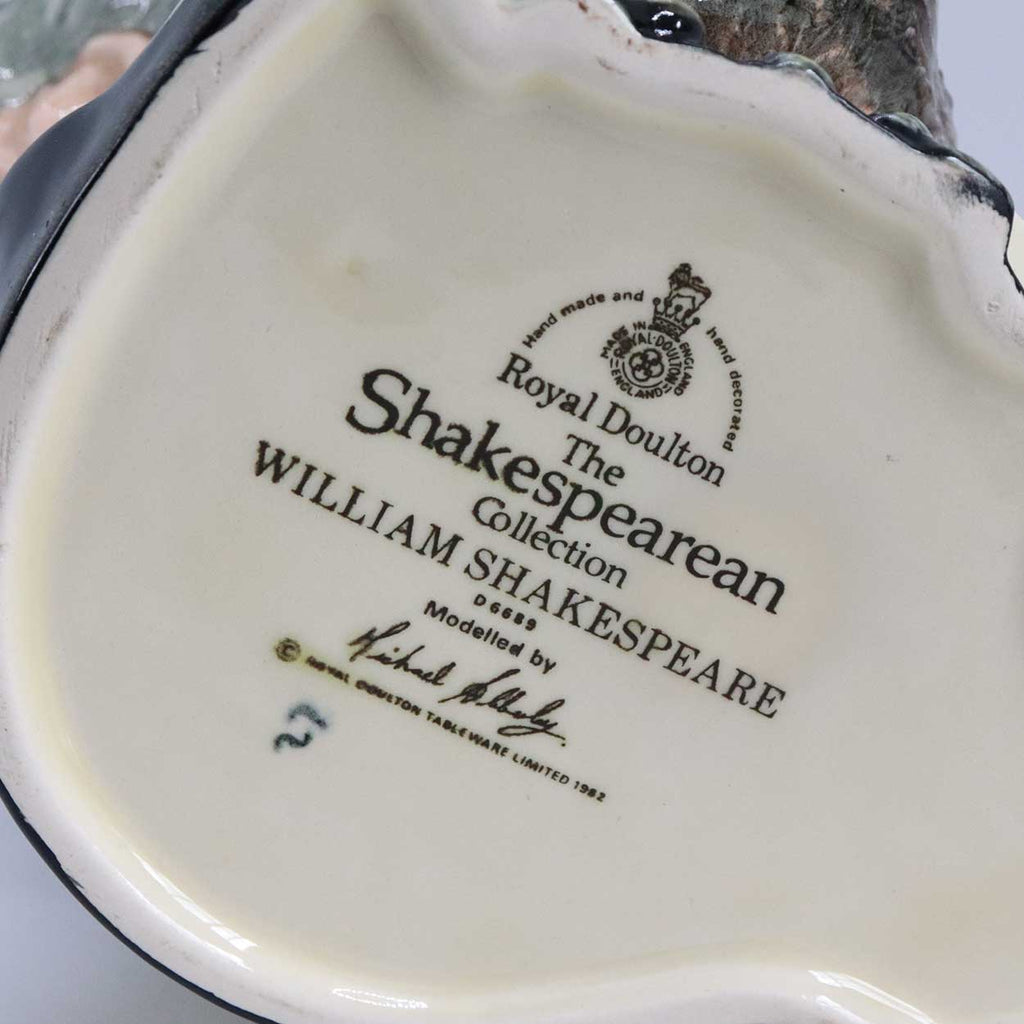 Hand made and hand decorated
MADE IN ENGLAND
ROYAL·DOULTON
ENGLAND
Royal Doulton
The
Shakespearean
Collection
WILLIAM SHAKESPEARE
D6689
Modelled by
Michael Abberley.
© ROYAL DOULTON TABLEWARE LIMITED 1982